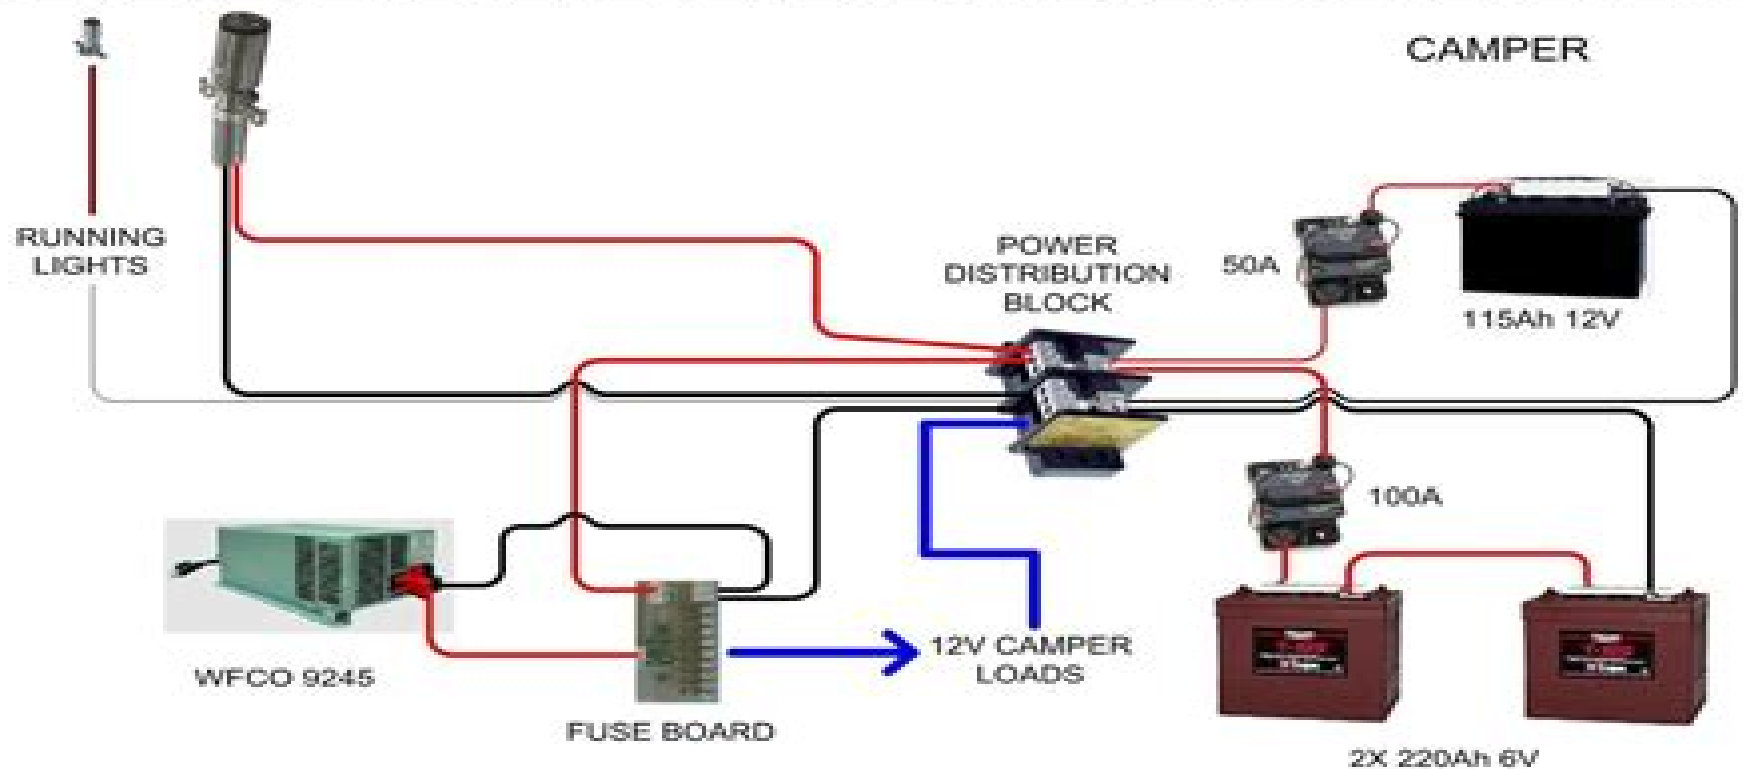 CAMPER
RUNNING
LIGHTS
POWER
DISTRIBUTION
BLOCK
50A
115Ah 12V
100A
WFCO 9245
FUSE BOARD
12V CAMPER
LOADS
2X 220Ah 6V